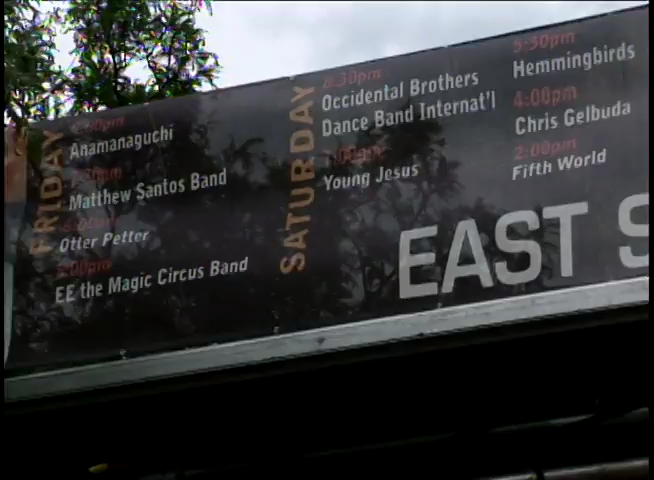 FRIDAY
Anamanaguchi
Matthew Santos Band
Otter Petter
EE the Magic Circus Band
SATURDAY
8:30pm
Occidental Brothers
Dance Band Internat'l
Young Jesus
5:30pm
Hemmingbirds
4:00pm
Chris Gelbuda
2:00pm
Fifth World
EAST S